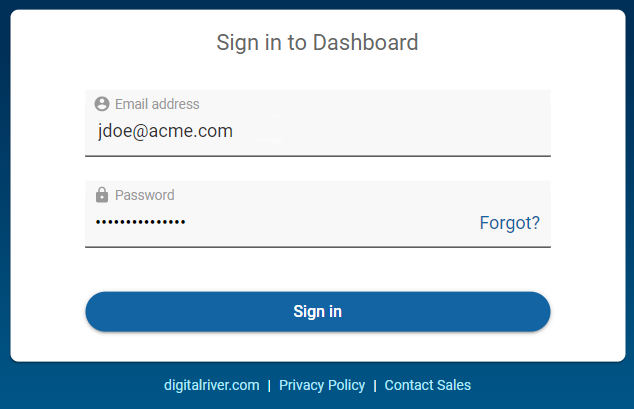 Sign in to Dashboard
Email address
jdoe@acme.com
Password
•••••••••••••••
Forgot?
Sign in
digitalriver.com | Privacy Policy | Contact Sales